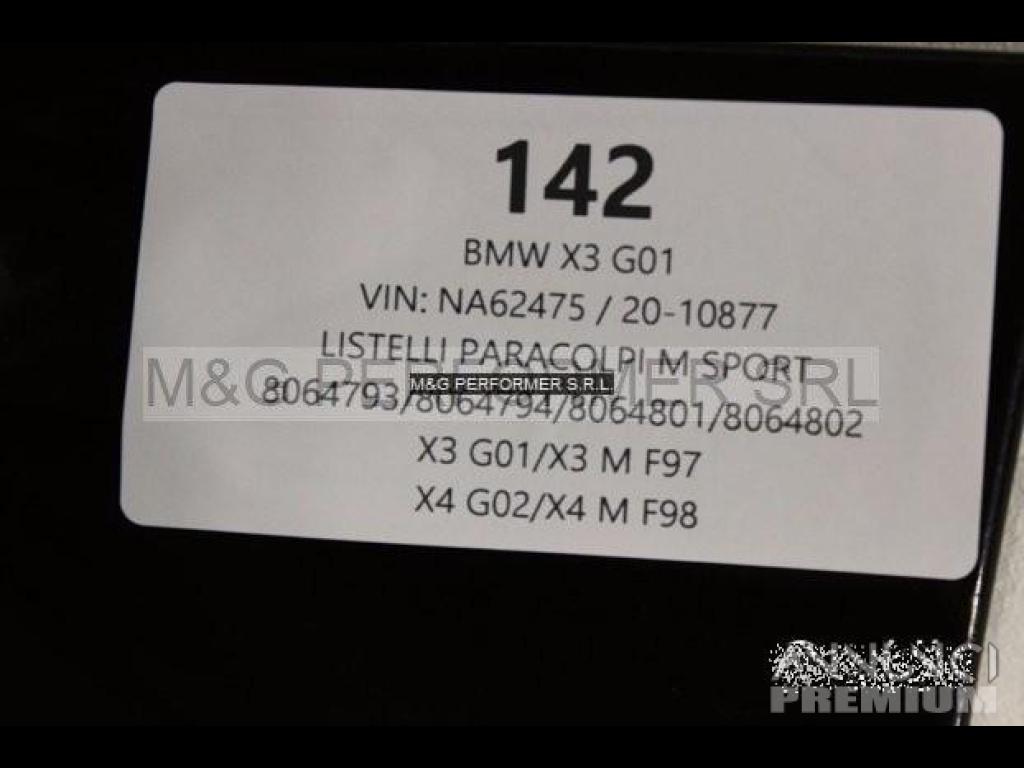 142
BMW X3 G01
VIN: NA62475 / 20-10877
LISTELLI PARACOLPI M SPORT
M&G PERFORMER SRL
M&G PERFORMER S.R.L.
8064793/8064794/8064801/8064802
X3 G01/X3 M F97
X4 G02/X4 M F98
ANNUNCI
PREMIUM